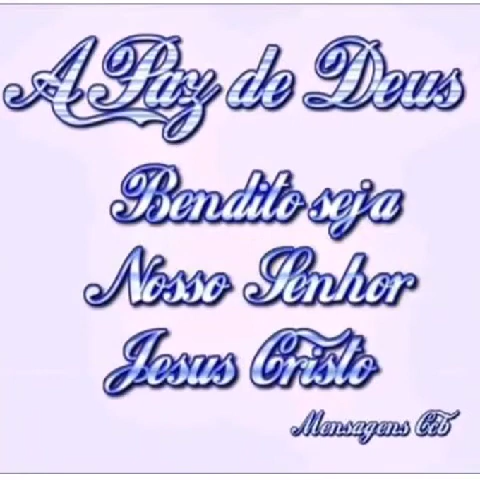 A Paz de Deus
Bendito seja
Nosso Senhor
Jesus Cristo
Mensagens CCB